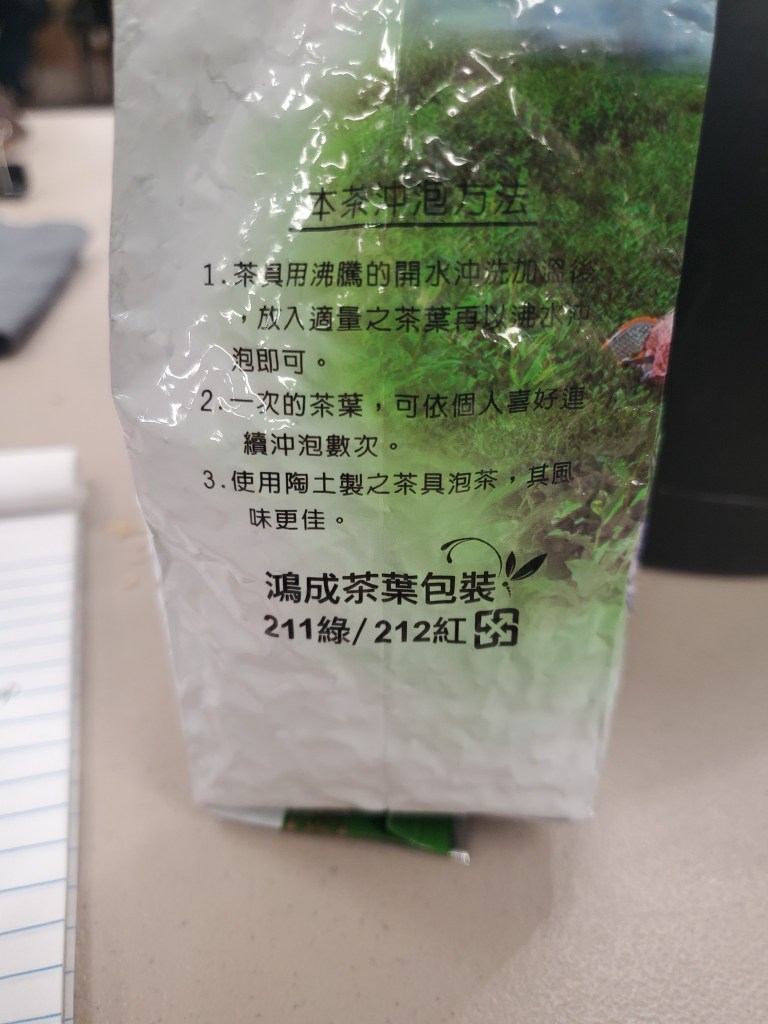 本茶沖泡方法
1.茶具用沸騰的開水沖洗加溫後
，放入適量之茶葉再以沸水沖
泡即可。
2.一次的茶葉，可依個人喜好連
續沖泡數次。
3.使用陶土製之茶具泡茶，其風
味更佳。
鴻成茶葉包裝
211綠/212紅